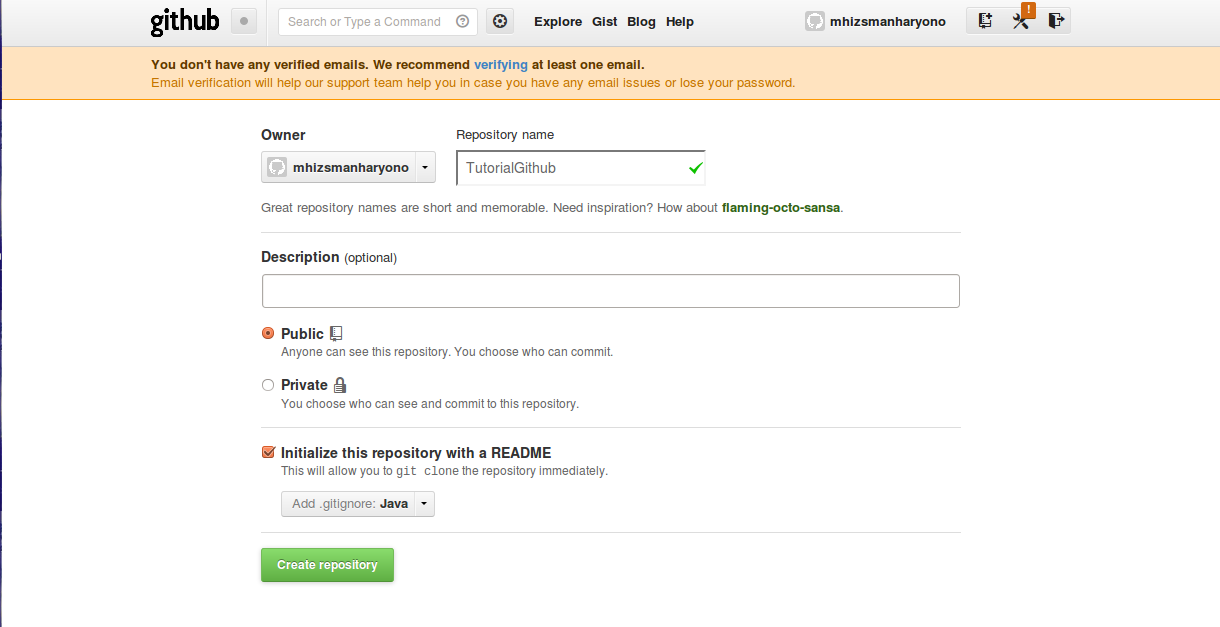 github Search or Type a Command ? Explore Gist Blog Help mhizsmanharyono !
You don't have any verified emails. We recommend verifying at least one email.
Email verification will help our support team help you in case you have any email issues or lose your password.
Owner Repository name
mhizsmanharyono TutorialGithub
Great repository names are short and memorable. Need inspiration? How about flaming-octo-sansa.
Description (optional)
Public
Anyone can see this repository. You choose who can commit.
Private
You choose who can see and commit to this repository.
Initialize this repository with a README
This will allow you to git clone the repository immediately.
Add .gitignore: Java
Create repository